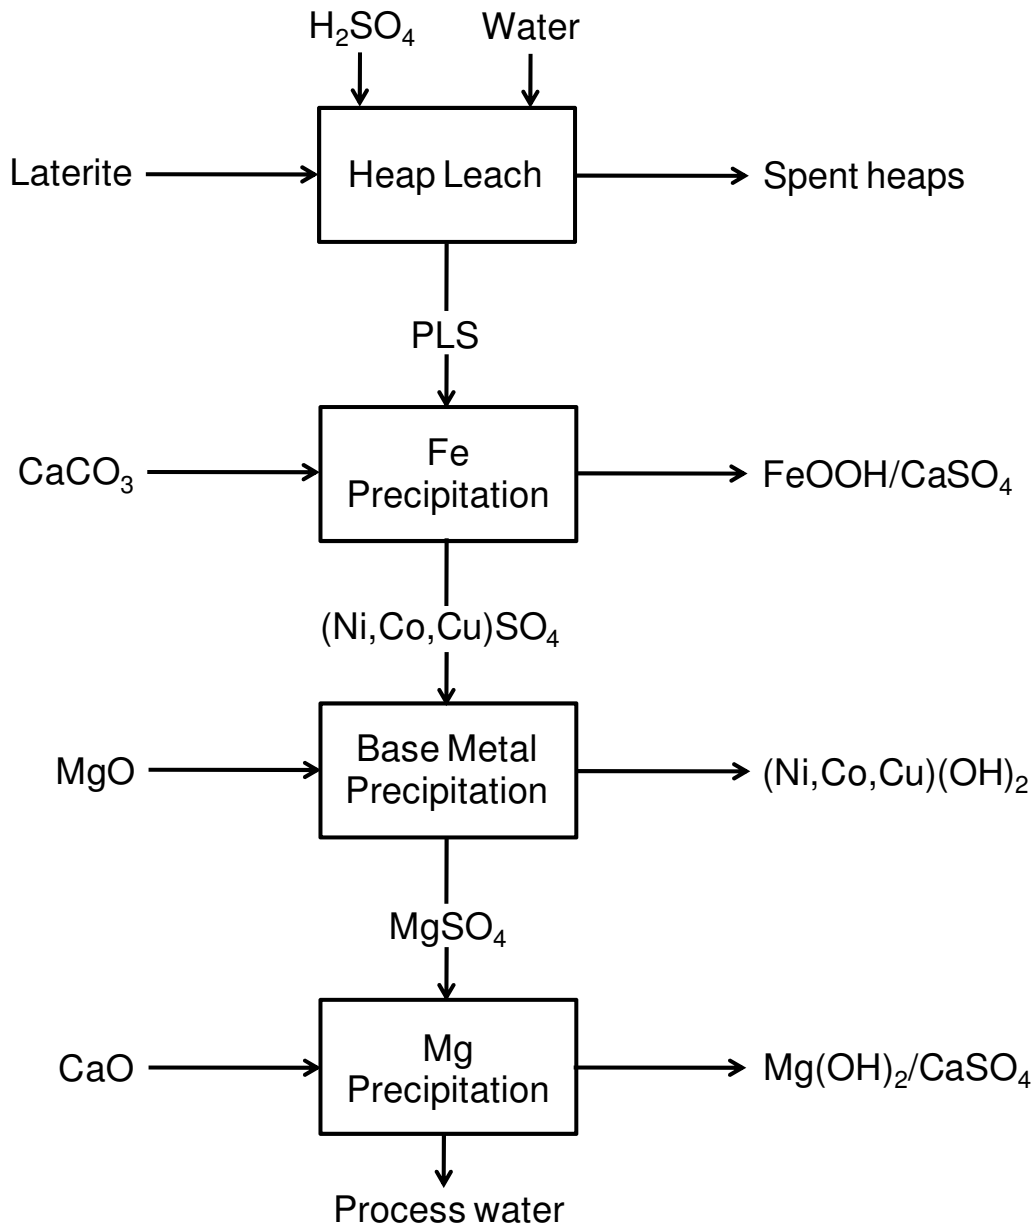 H₂SO₄ Water
Laterite Heap Leach Spent heaps
PLS
CaCO₃ Fe Precipitation FeOOH/CaSO₄
(Ni,Co,Cu)SO₄
MgO Base Metal Precipitation (Ni,Co,Cu)(OH)₂
MgSO₄
CaO Mg Precipitation Mg(OH)₂/CaSO₄
Process water